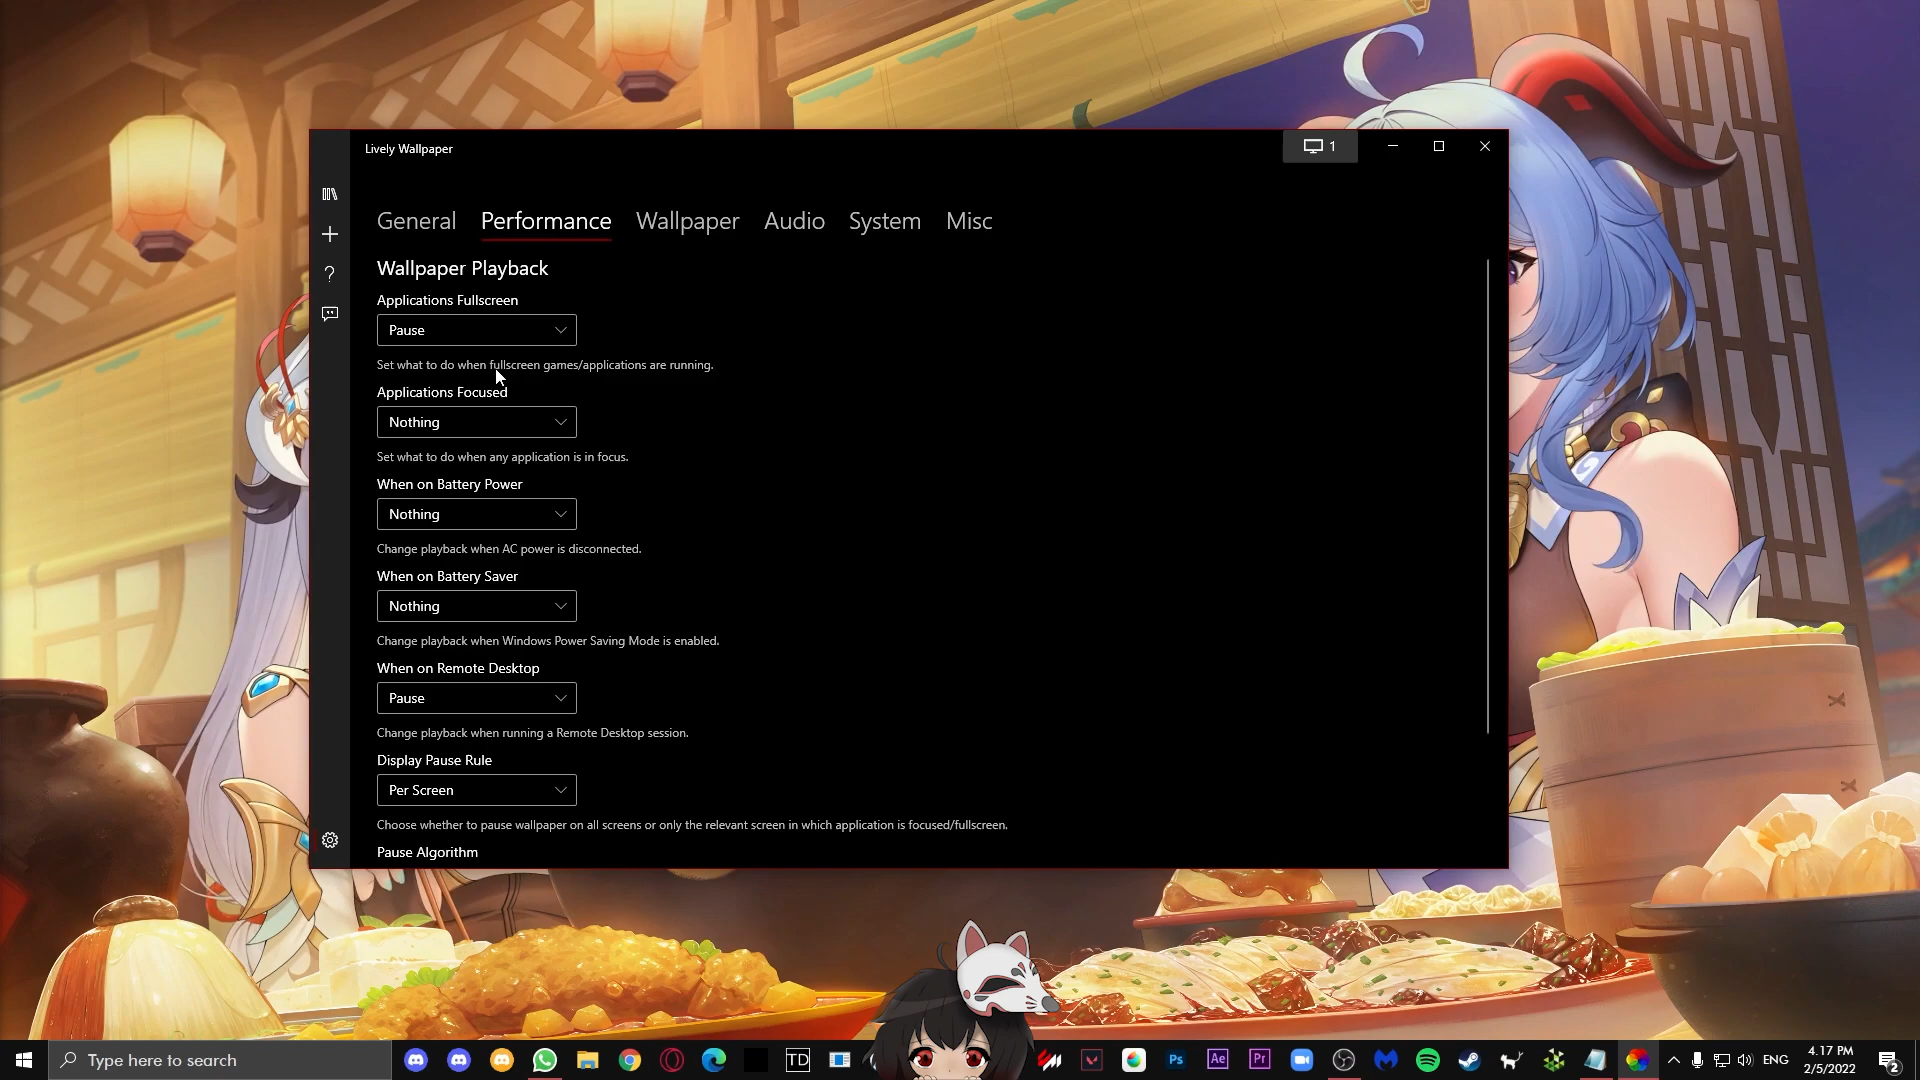 Lively Wallpaper
1
General Performance Wallpaper Audio System Misc
Wallpaper Playback
Applications Fullscreen
Pause
Set what to do when fullscreen games/applications are running.
Applications Focused
Nothing
Set what to do when any application is in focus.
When on Battery Power
Nothing
Change playback when AC power is disconnected.
When on Battery Saver
Nothing
Change playback when Windows Power Saving Mode is enabled.
When on Remote Desktop
Pause
Change playback when running a Remote Desktop session.
Display Pause Rule
Per Screen
Choose whether to pause wallpaper on all screens or only the relevant screen in which application is focused/fullscreen.
Pause Algorithm
Type here to search
TD
Ps
Ae
Pr
ENG
4.17 PM
2/5/2022
2